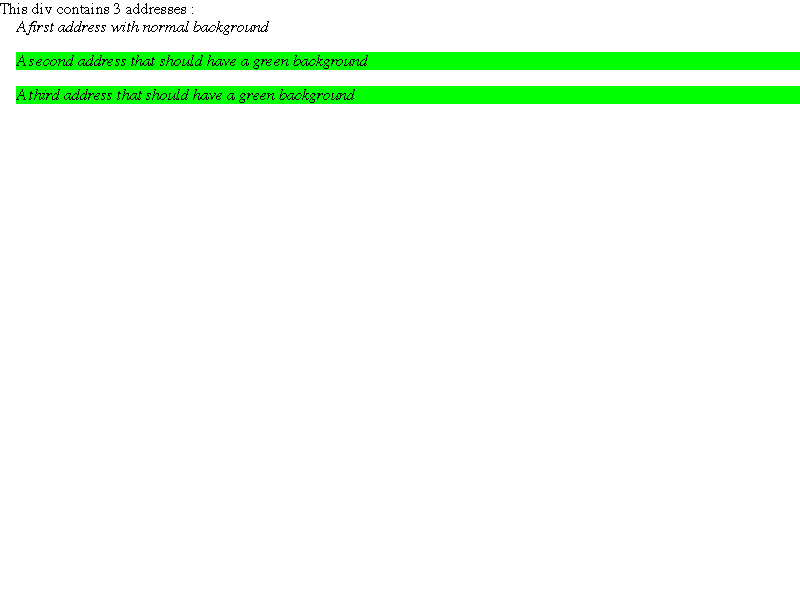 This div contains 3 addresses :
A first address with normal background
A second address that should have a green background
A third address that should have a green background